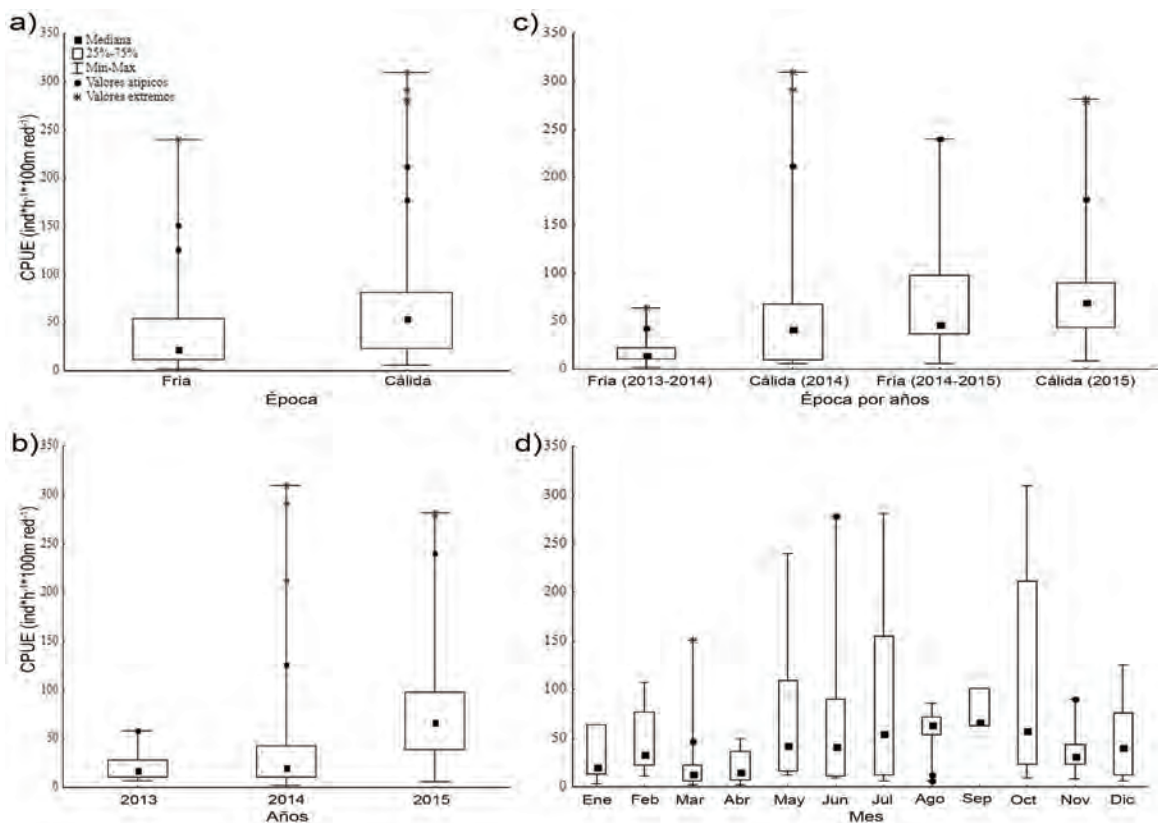 a)
■ Mediana
□ 25%-75%
Min-Max
● Valores atípicos
✳ Valores extremos
CPUE (ind*h⁻¹*100m red⁻¹)
350
300
250
200
150
100
50
0
Fría
Cálida
Época
c)
350
300
250
200
150
100
50
0
Fría (2013-2014)
Cálida (2014)
Fría (2014-2015)
Cálida (2015)
Época por años
b)
CPUE (ind*h⁻¹*100m red⁻¹)
350
300
250
200
150
100
50
0
2013
2014
2015
Años
d)
350
300
250
200
150
100
50
0
Ene Feb Mar Abr May Jun Jul Ago Sep Oct Nov Dic
Mes